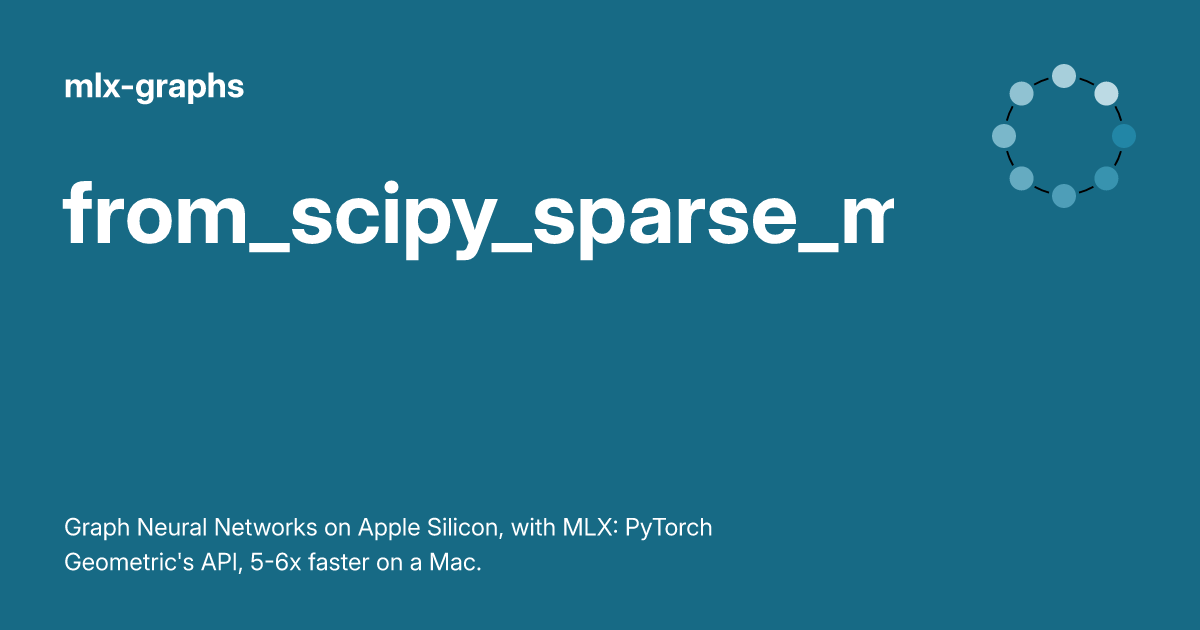 mlx-graphs
from_scipy_sparse_m
Graph Neural Networks on Apple Silicon, with MLX: PyTorch
Geometric's API, 5-6x faster on a Mac.